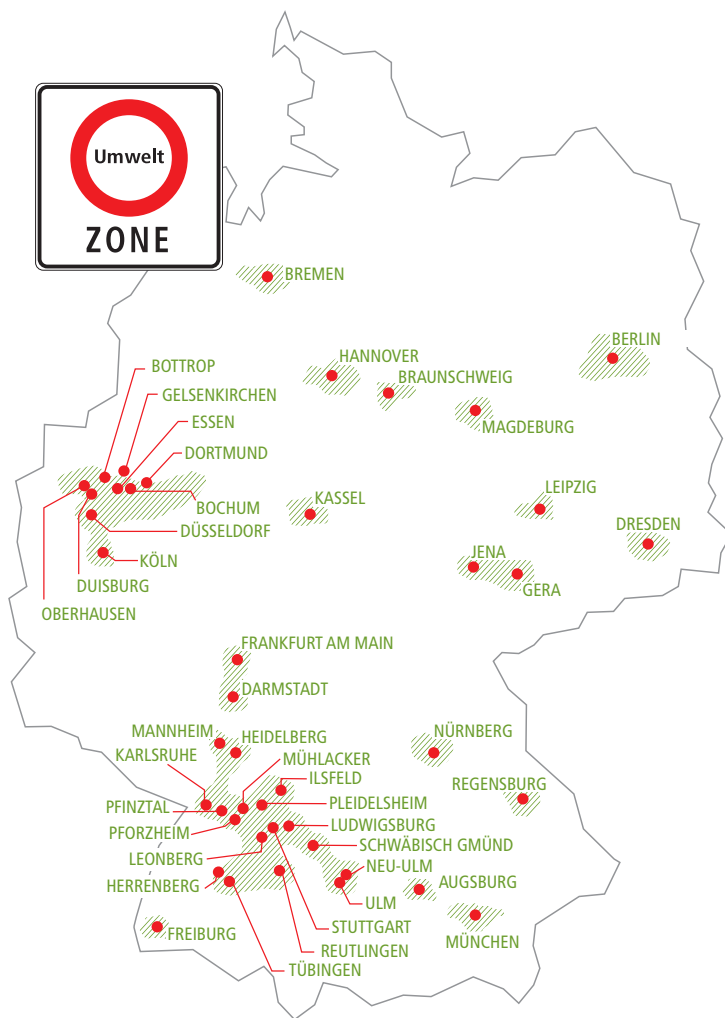 Umwelt
ZONE
BREMEN
BERLIN
HANNOVER
BRAUNSCHWEIG
BOTTROP
GELSENKIRCHEN
MAGDEBURG
ESSEN
DORTMUND
LEIPZIG
KASSEL
BOCHUM
DRESDEN
DÜSSELDORF
JENA
KÖLN
DUISBURG
GERA
OBERHAUSEN
FRANKFURT AM MAIN
DARMSTADT
MANNHEIM
HEIDELBERG
NÜRNBERG
KARLSRUHE
MÜHLACKER
ILSFELD
REGENSBURG
PFINZTAL
PLEIDELSHEIM
PFORZHEIM
LUDWIGSBURG
SCHWÄBISCH GMÜND
LEONBERG
NEU-ULM
HERRENBERG
AUGSBURG
ULM
STUTTGART
FREIBURG
MÜNCHEN
REUTLINGEN
TÜBINGEN